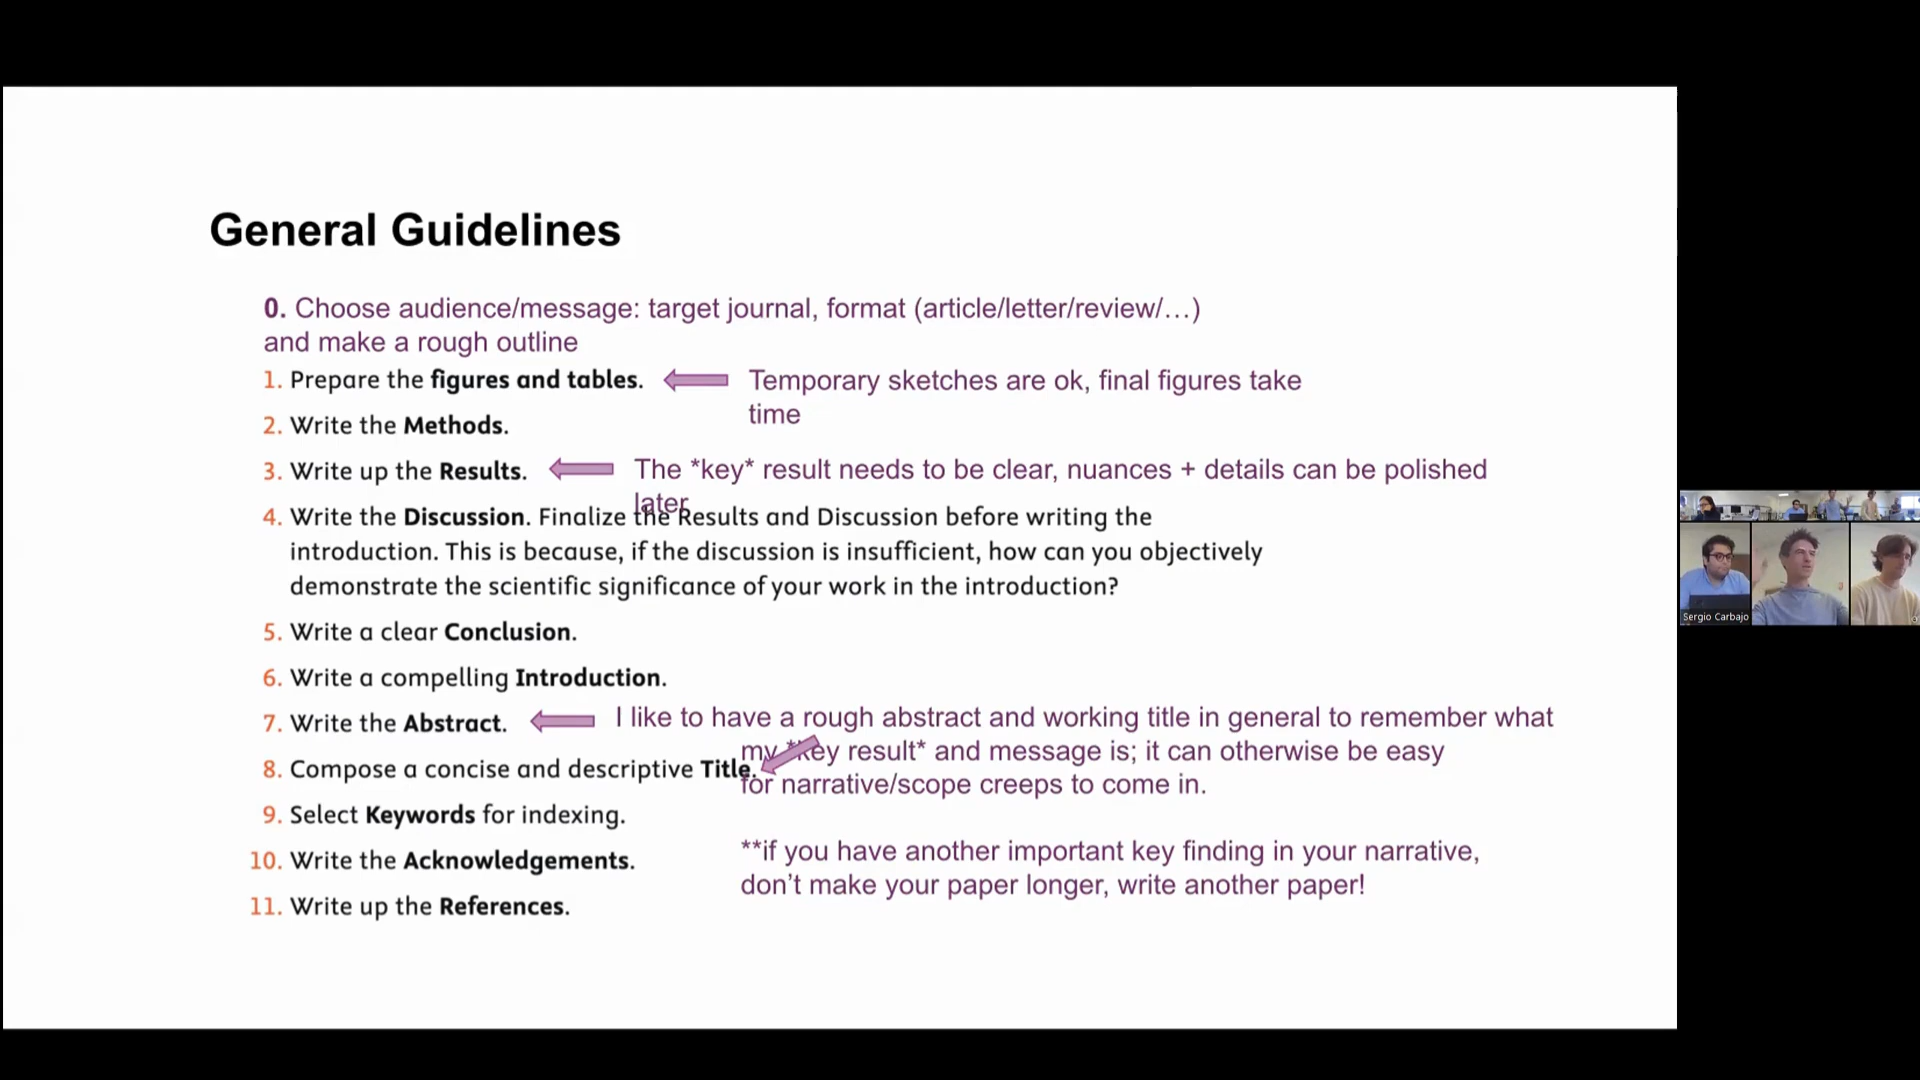 General Guidelines
0. Choose audience/message: target journal, format (article/letter/review/…)
and make a rough outline
1. Prepare the figures and tables.
Temporary sketches are ok, final figures take
time
2. Write the Methods.
3. Write up the Results.
The *key* result needs to be clear, nuances + details can be polished
later
4. Write the Discussion. Finalize the Results and Discussion before writing the
introduction. This is because, if the discussion is insufficient, how can you objectively
demonstrate the scientific significance of your work in the introduction?
5. Write a clear Conclusion.
6. Write a compelling Introduction.
7. Write the Abstract.
I like to have a rough abstract and working title in general to remember what
my *key result* and message is; it can otherwise be easy
for narrative/scope creeps to come in.
8. Compose a concise and descriptive Title.
9. Select Keywords for indexing.
**if you have another important key finding in your narrative,
don't make your paper longer, write another paper!
10. Write the Acknowledgements.
11. Write up the References.
Sergio Carbajo